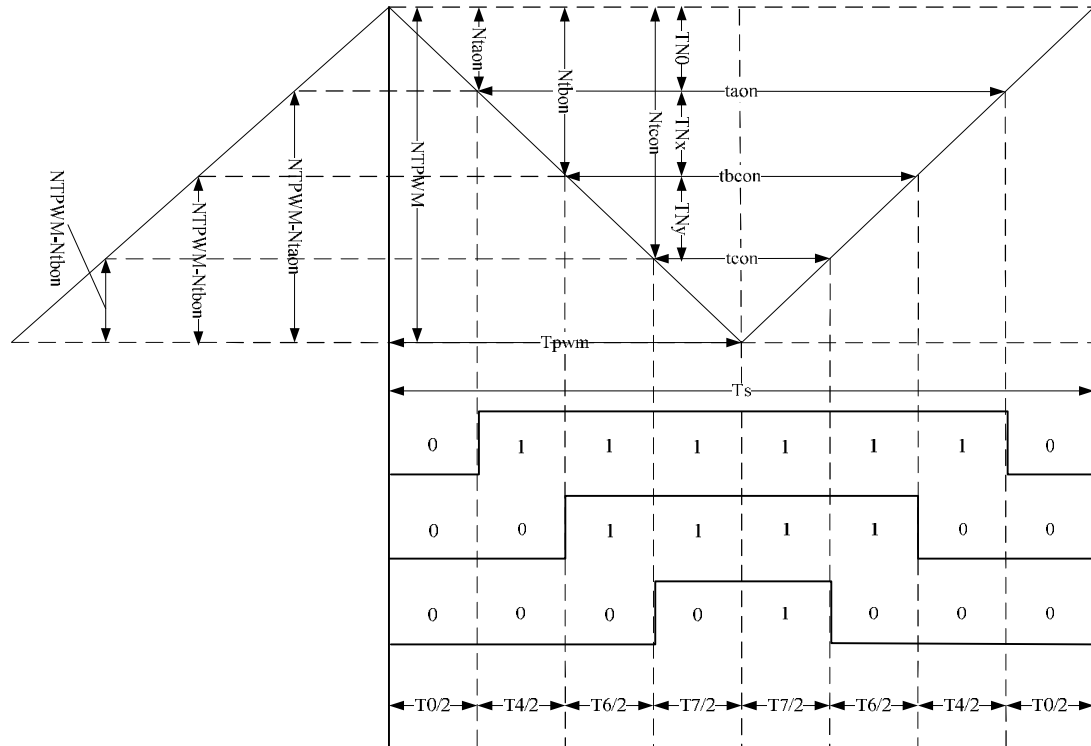 Ntaon
Ntbon
Ntcon
TN0
TNx
TNy
taon
tbcon
tcon
NTPWM
NTPWM-Ntaon
NTPWM-Ntbon
NTPWM-Ntbon
Tpwm
Ts
0 1 1 1 1 1 1 0
0 0 1 1 1 1 0 0
0 0 0 0 1 0 0 0
T0/2 T4/2 T6/2 T7/2 T7/2 T6/2 T4/2 T0/2